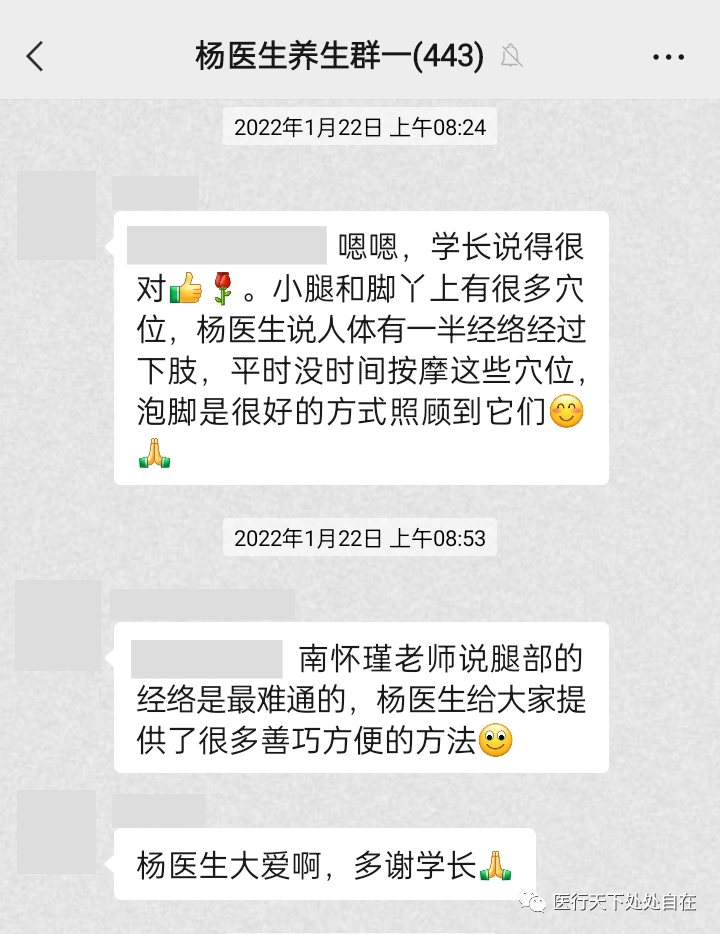 杨医生养生群一(443)
2022年1月22日 上午08:24
嗯嗯，学长说得很
对👍🌹。小腿和脚丫上有很多穴
位，杨医生说人体有一半经络经过
下肢，平时没时间按摩这些穴位，
泡脚是很好的方式照顾到它们😊
🙏
2022年1月22日 上午08:53
南怀瑾老师说腿部的
经络是最难通的，杨医生给大家提
供了很多善巧方便的方法🙂
杨医生大爱啊，多谢学长🙏
医行天下处处自在